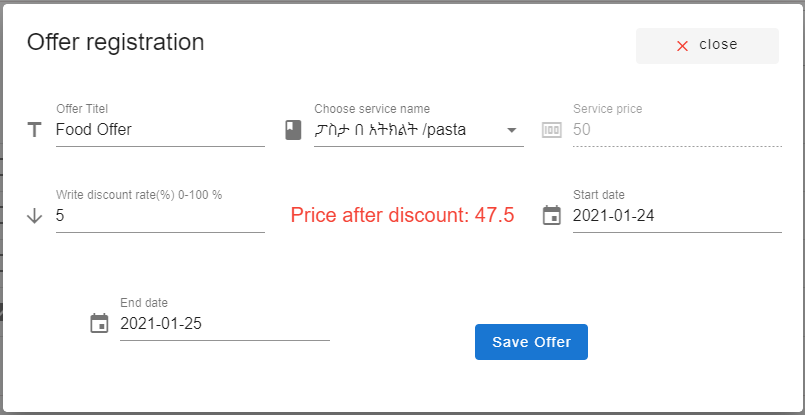 Offer registration
close
Offer Titel
Food Offer
Choose service name
ፓስታ በ አትክልት /pasta
Service price
50
Write discount rate(%) 0-100 %
5
Price after discount: 47.5
Start date
2021-01-24
End date
2021-01-25
Save Offer